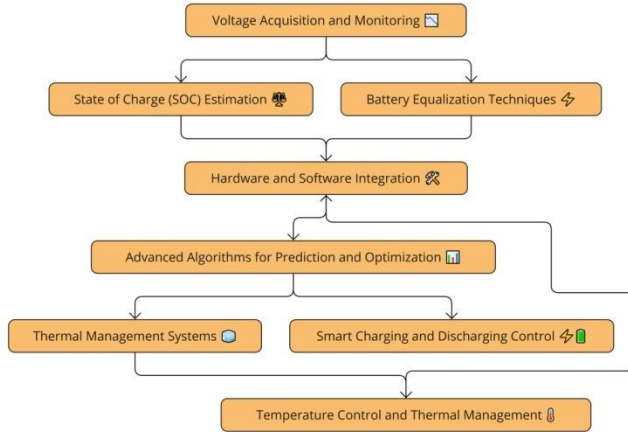 Voltage Acquisition and Monitoring 📉
State of Charge (SOC) Estimation ⚖
Battery Equalization Techniques ⚡
Hardware and Software Integration 🛠
Advanced Algorithms for Prediction and Optimization 📊
Thermal Management Systems 🧊
Smart Charging and Discharging Control ⚡🔋
Temperature Control and Thermal Management 🌡